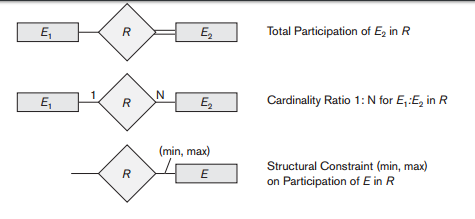 E₁ R E₂ Total Participation of E₂ in R
E₁ 1 R N E₂ Cardinality Ratio 1: N for E₁:E₂ in R
(min, max)
R E Structural Constraint (min, max)
on Participation of E in R